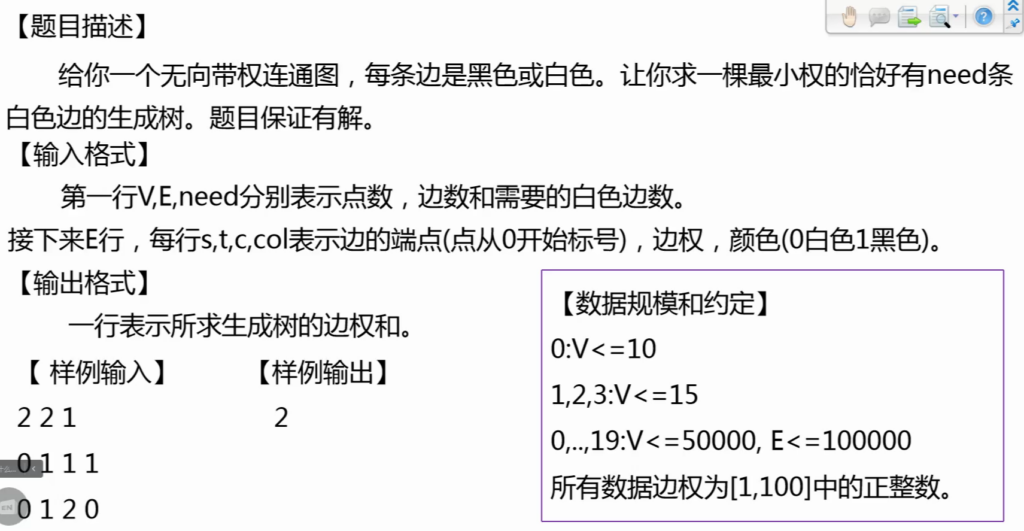 【题目描述】
给你一个无向带权连通图，每条边是黑色或白色。让你求一棵最小权的恰好有need条
白色边的生成树。题目保证有解。
【输入格式】
第一行V,E,need分别表示点数，边数和需要的白色边数。
接下来E行，每行s,t,c,col表示边的端点(点从0开始标号)，边权，颜色(0白色1黑色)。
【输出格式】
一行表示所求生成树的边权和。
【 样例输入】
2 2 1
0 1 1 1
0 1 2 0
【样例输出】
2
【数据规模和约定】
0:V<=10
1,2,3:V<=15
0,..,19:V<=50000, E<=100000
所有数据边权为[1,100]中的正整数。
EN